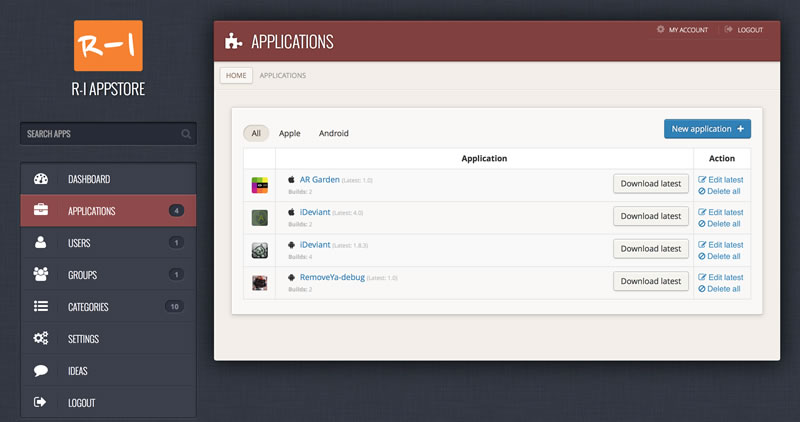 R-I
R-I APPSTORE
SEARCH APPS
DASHBOARD
APPLICATIONS 4
USERS 1
GROUPS 1
CATEGORIES 10
SETTINGS
IDEAS
LOGOUT
APPLICATIONS
MY ACCOUNT LOGOUT
HOME APPLICATIONS
All Apple Android
New application +
Application Action
AR Garden (Latest: 1.0)
Builds: 2
Download latest
Edit latest
Delete all
iDeviant (Latest: 4.0)
Builds: 2
Download latest
Edit latest
Delete all
iDeviant (Latest: 1.8.3)
Builds: 4
Download latest
Edit latest
Delete all
RemoveYa-debug (Latest: 1.0)
Builds: 2
Download latest
Edit latest
Delete all